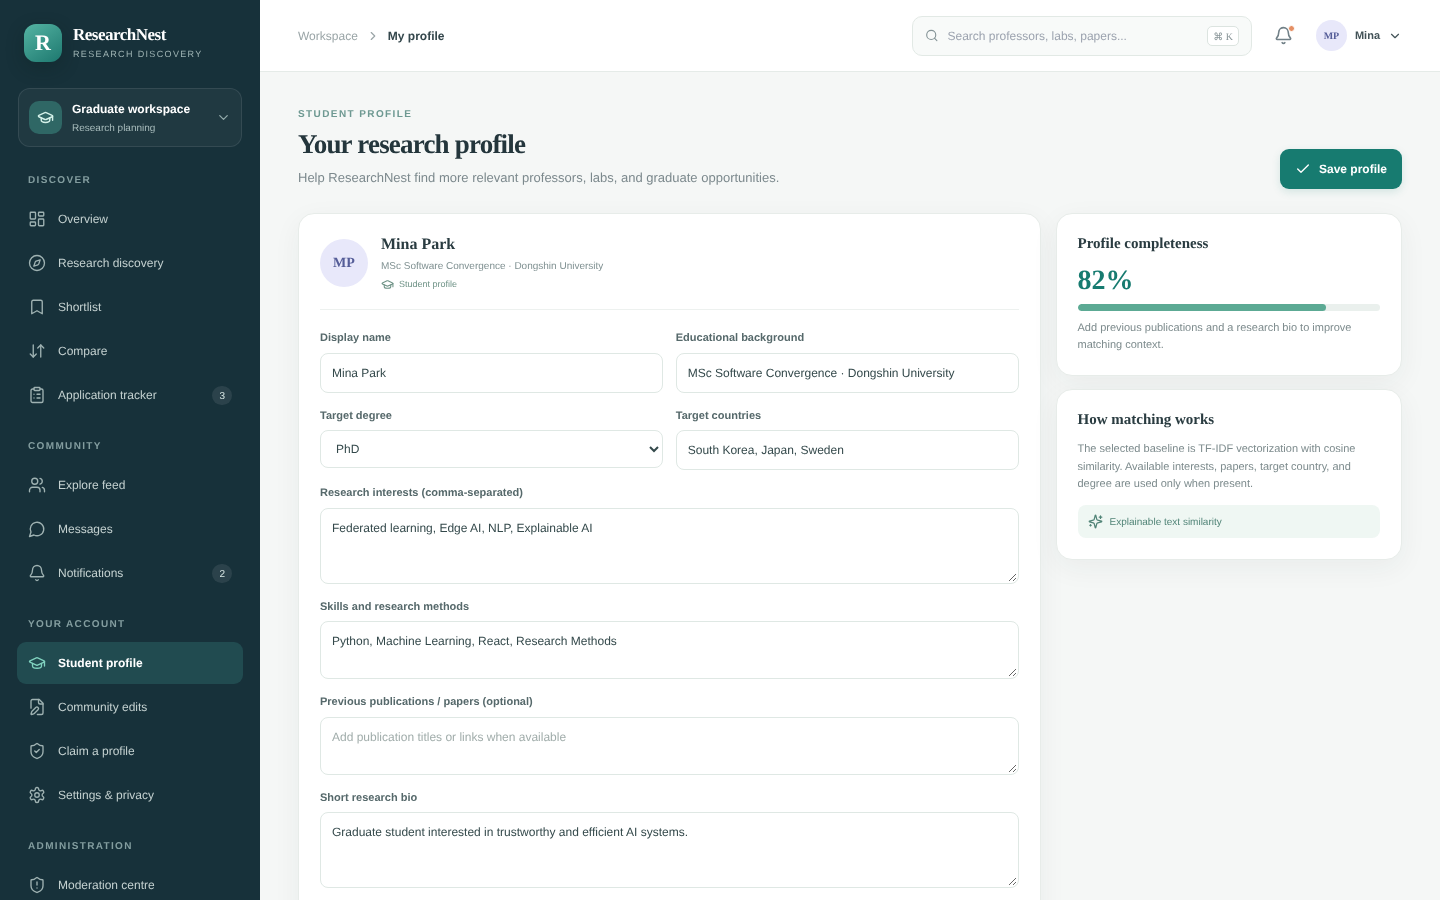 R
ResearchNest
RESEARCH DISCOVERY
Graduate workspace
Research planning
DISCOVER
Overview
Research discovery
Shortlist
Compare
Application tracker
3
COMMUNITY
Explore feed
Messages
Notifications
2
YOUR ACCOUNT
Student profile
Community edits
Claim a profile
Settings & privacy
ADMINISTRATION
Moderation centre
Workspace
My profile
Search professors, labs, papers...
⌘ K
MP
Mina
STUDENT PROFILE
Your research profile
Help ResearchNest find more relevant professors, labs, and graduate opportunities.
Save profile
MP
Mina Park
MSc Software Convergence · Dongshin University
Student profile
Display name
Mina Park
Educational background
MSc Software Convergence · Dongshin University
Target degree
PhD
Target countries
South Korea, Japan, Sweden
Research interests (comma-separated)
Federated learning, Edge AI, NLP, Explainable AI
Skills and research methods
Python, Machine Learning, React, Research Methods
Previous publications / papers (optional)
Add publication titles or links when available
Short research bio
Graduate student interested in trustworthy and efficient AI systems.
Profile completeness
82%
Add previous publications and a research bio to improve
matching context.
How matching works
The selected baseline is TF-IDF vectorization with cosine
similarity. Available interests, papers, target country, and
degree are used only when present.
Explainable text similarity